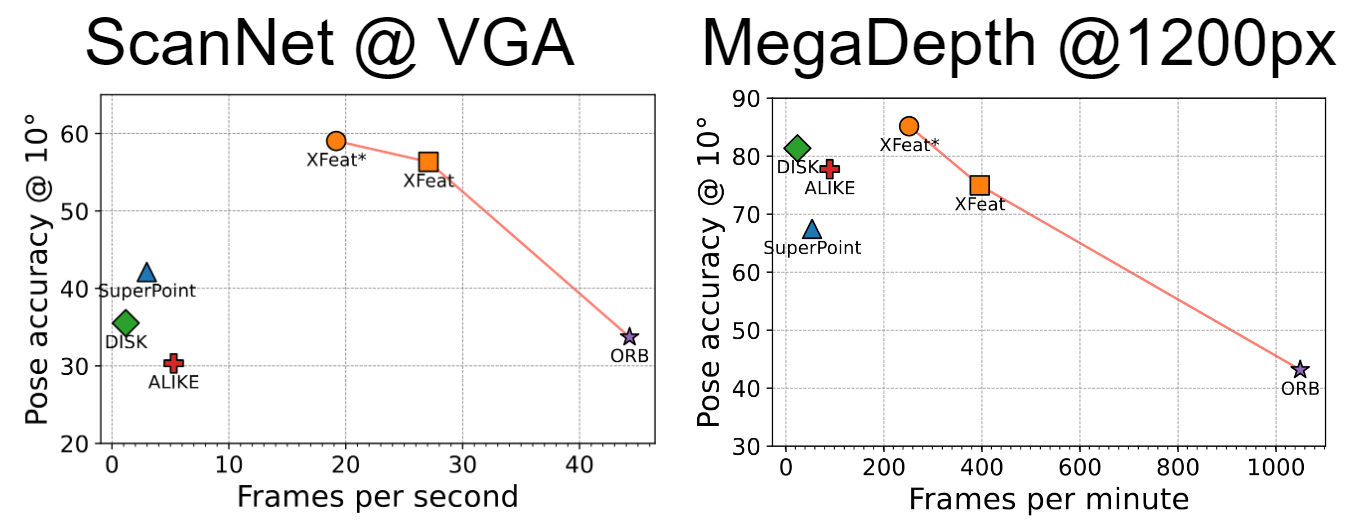 ScanNet @ VGA
Pose accuracy @ 10°
60
50
40
30
20
XFeat*
XFeat
SuperPoint
DISK
ALIKE
ORB
0 10 20 30 40
Frames per second
MegaDepth @1200px
Pose accuracy @ 10°
90
80
70
60
50
40
30
XFeat*
DISK
ALIKE
XFeat
SuperPoint
ORB
0 200 400 600 800 1000
Frames per minute